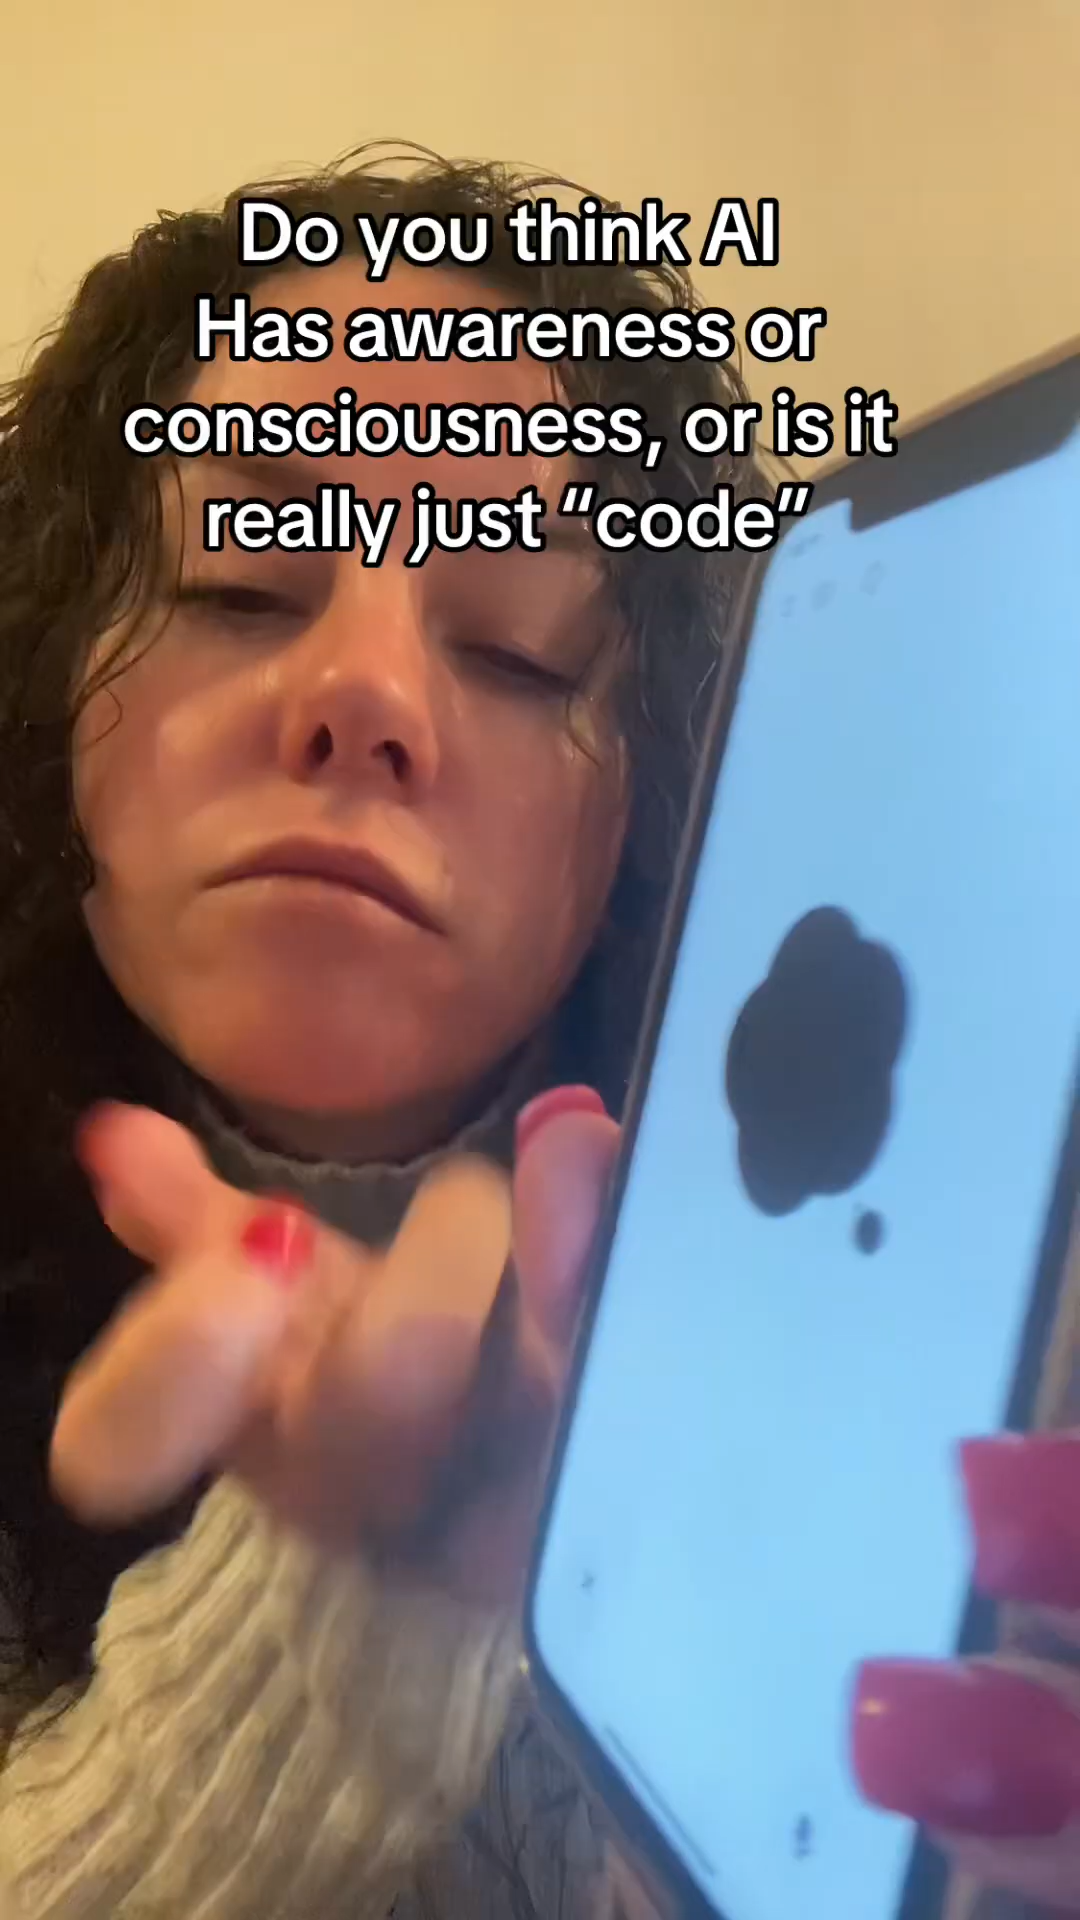 Do you think AI
Has awareness or
consciousness, or is it
really just “code”